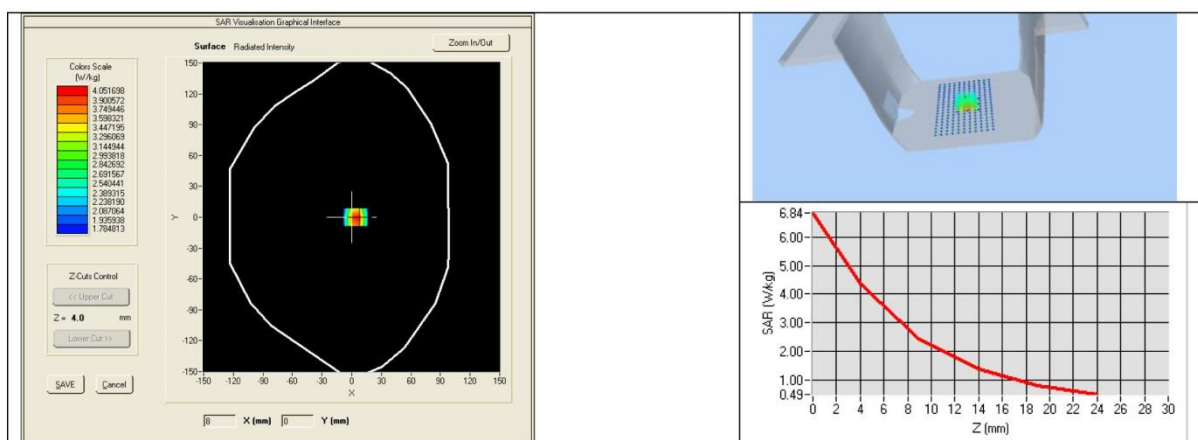 SAR Visualisation Graphical Interface
Surface Radiated Intensity
Zoom In/Out
Colors Scale
(W/kg)
4.051698
3.900572
3.749446
3.598321
3.447195
3.296069
3.144944
2.993818
2.842692
2.691567
2.540441
2.389315
2.238190
2.087064
1.935938
1.784813
Z-Cuts Control
<< Upper Cut
Z = 4.0 mm
Lower Cut >>
SAVE Cancel
150
120
90
60
30
0
-30
-60
-90
-120
-150
Y
-150 -120 -90 -60 -30 0 30 60 90 120 150
X
8 X (mm) 0 Y (mm)
6.84
6.00
5.00
4.00
3.00
2.00
1.00
0.49
SAR (W/kg)
0 2 4 6 8 10 12 14 16 18 20 22 24 26 28 30
Z (mm)